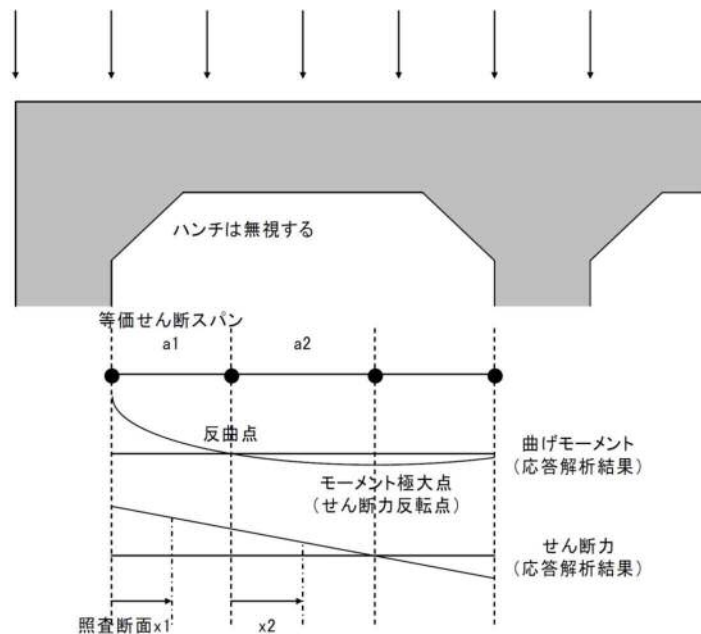 ハンチは無視する
等価せん断スパン
a1
a2
反曲点
曲げモーメント
(応答解析結果)
モーメント極大点
(せん断力反転点)
せん断力
(応答解析結果)
照査断面x1
x2